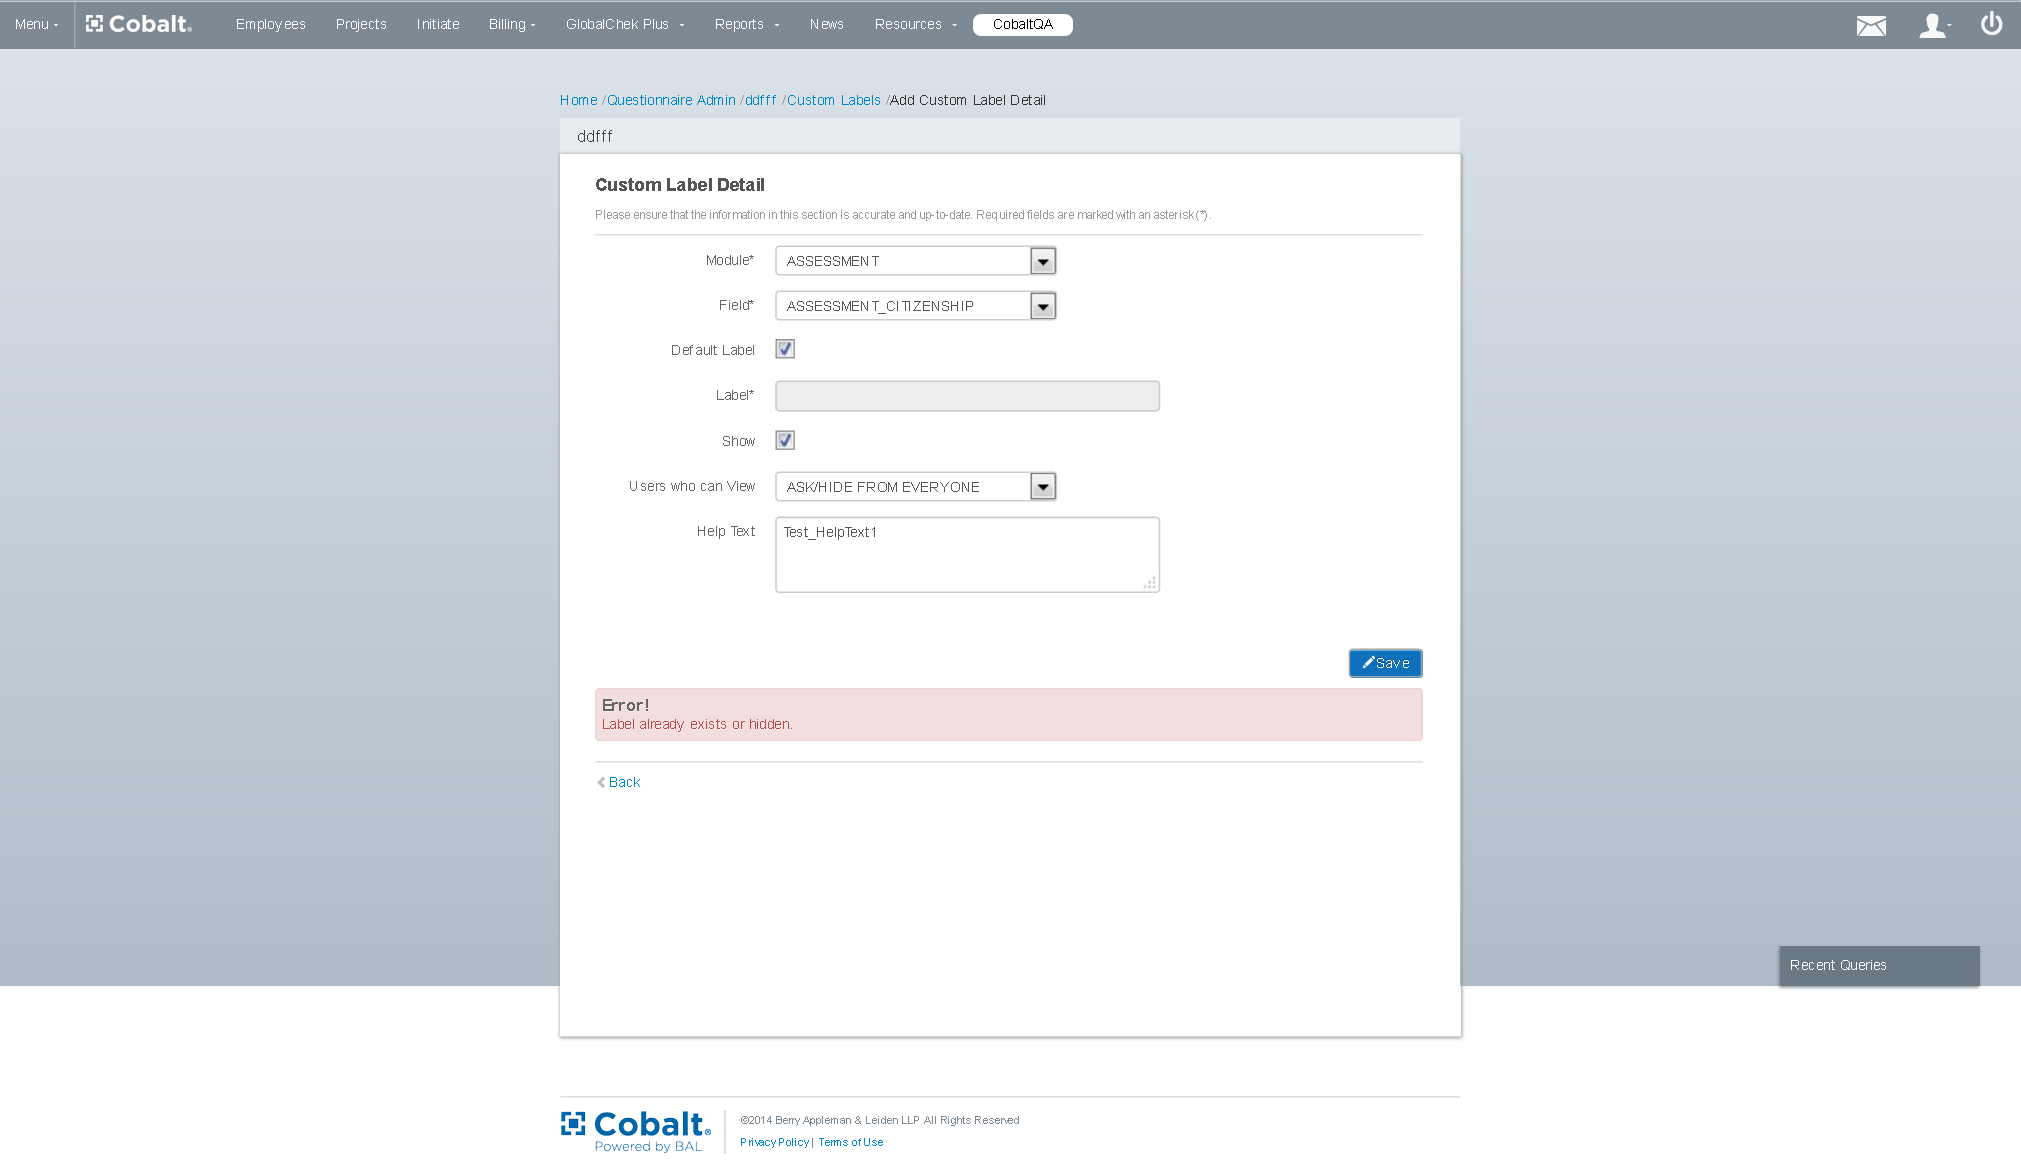 Menu
Cobalt.
Employees
Projects
Initiate
Billing
GlobalChek Plus
Reports
News
Resources
CobaltQA
Home /Questionnaire Admin /ddfff /Custom Labels /Add Custom Label Detail
ddfff
Custom Label Detail
Please ensure that the information in this section is accurate and up-to-date. Required fields are marked with an asterisk (*).
Module* ASSESSMENT
Field* ASSESSMENT_CITIZENSHIP
Default Label
Label*
Show
Users who can View ASK/HIDE FROM EVERYONE
Help Text Test_HelpText1
Save
Error!
Label already exists or hidden.
Back
Recent Queries
Cobalt.®
Powered by BAL
©2014 Berry Appleman & Leiden LLP All Rights Reserved
Privacy Policy | Terms of Use